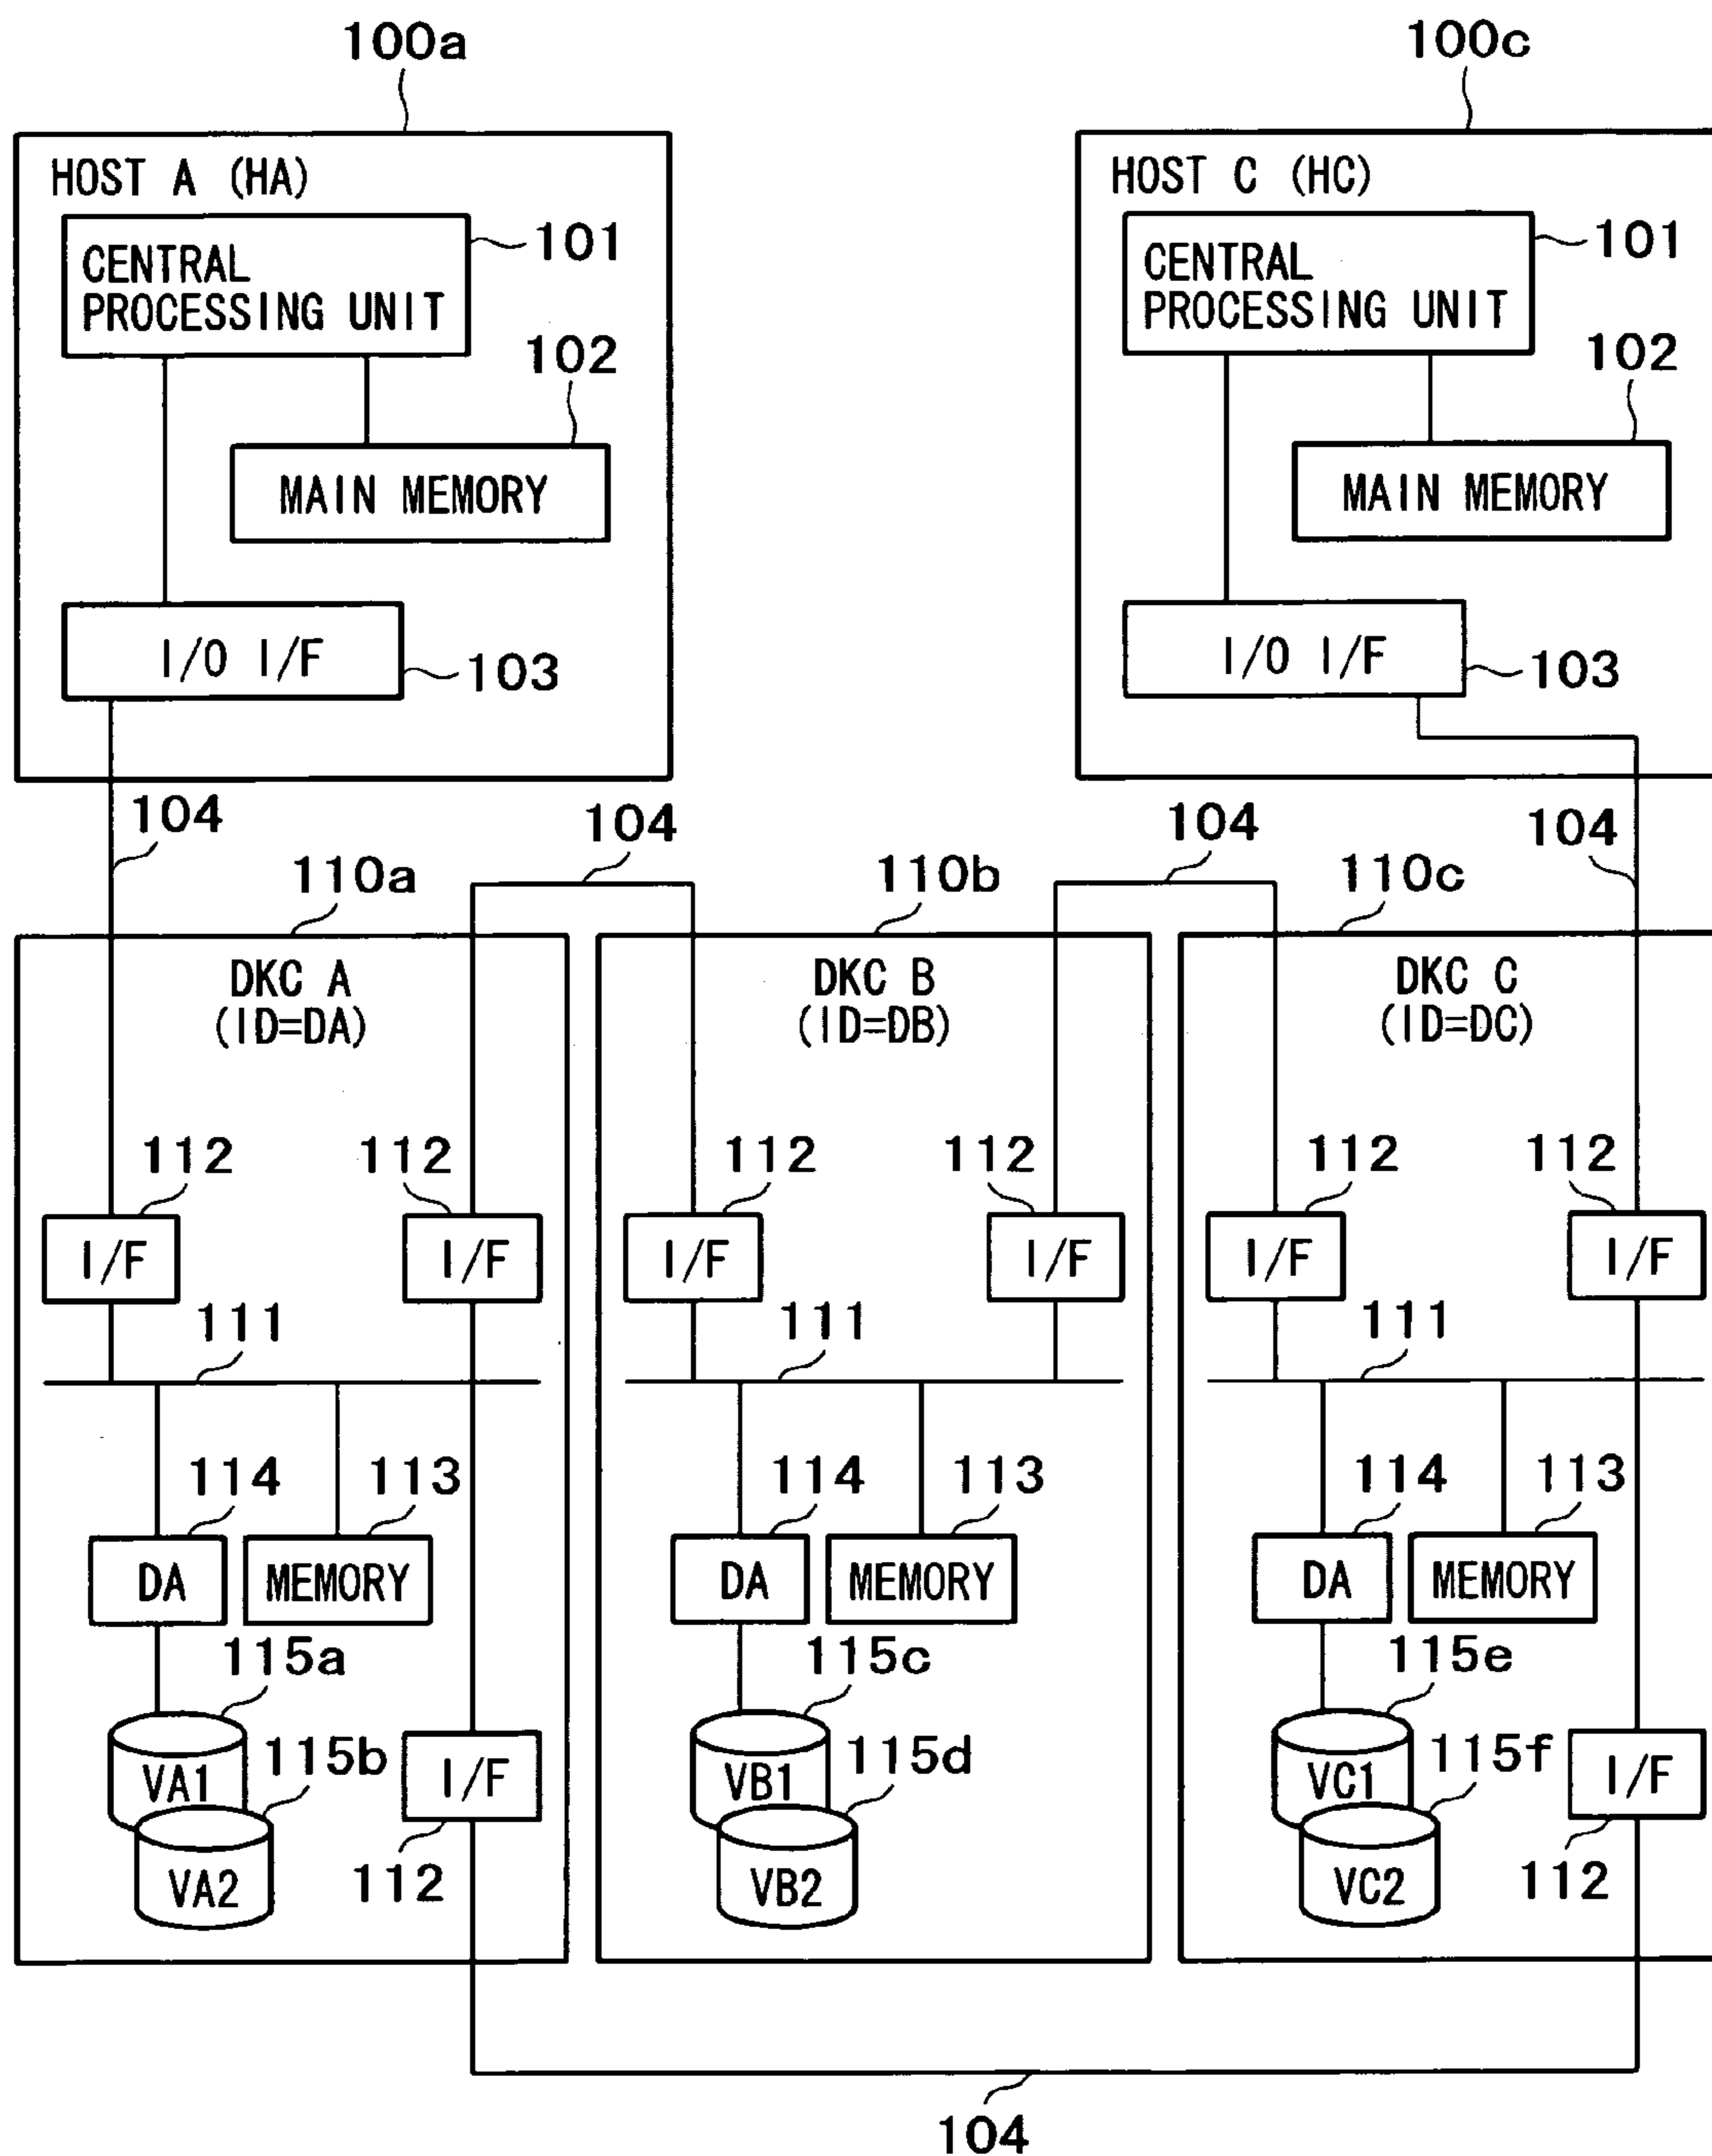 100a
100c
HOST A (HA)
HOST C (HC)
CENTRAL
PROCESSING UNIT
101
CENTRAL
PROCESSING UNIT
101
102
102
MAIN MEMORY
MAIN MEMORY
I/O I/F
103
I/O I/F
103
104
104
104
104
110a
110b
110c
DKC A
(ID=DA)
DKC B
(ID=DB)
DKC C
(ID=DC)
112
112
112
112
112
112
I/F
I/F
I/F
I/F
I/F
I/F
111
111
111
114
113
114
113
114
113
DA
MEMORY
DA
MEMORY
DA
MEMORY
115a
115c
115e
115b
115d
115f
VA1
I/F
VB1
VC1
I/F
VA2
112
VB2
VC2
112
104